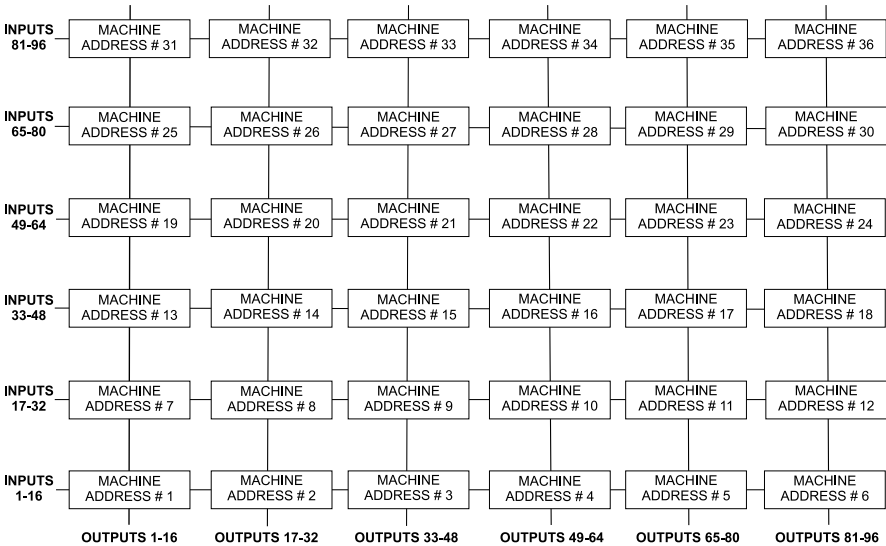 INPUTS
81-96
MACHINE
ADDRESS # 31
MACHINE
ADDRESS # 32
MACHINE
ADDRESS # 33
MACHINE
ADDRESS # 34
MACHINE
ADDRESS # 35
MACHINE
ADDRESS # 36
INPUTS
65-80
MACHINE
ADDRESS # 25
MACHINE
ADDRESS # 26
MACHINE
ADDRESS # 27
MACHINE
ADDRESS # 28
MACHINE
ADDRESS # 29
MACHINE
ADDRESS # 30
INPUTS
49-64
MACHINE
ADDRESS # 19
MACHINE
ADDRESS # 20
MACHINE
ADDRESS # 21
MACHINE
ADDRESS # 22
MACHINE
ADDRESS # 23
MACHINE
ADDRESS # 24
INPUTS
33-48
MACHINE
ADDRESS # 13
MACHINE
ADDRESS # 14
MACHINE
ADDRESS # 15
MACHINE
ADDRESS # 16
MACHINE
ADDRESS # 17
MACHINE
ADDRESS # 18
INPUTS
17-32
MACHINE
ADDRESS # 7
MACHINE
ADDRESS # 8
MACHINE
ADDRESS # 9
MACHINE
ADDRESS # 10
MACHINE
ADDRESS # 11
MACHINE
ADDRESS # 12
INPUTS
1-16
MACHINE
ADDRESS # 1
MACHINE
ADDRESS # 2
MACHINE
ADDRESS # 3
MACHINE
ADDRESS # 4
MACHINE
ADDRESS # 5
MACHINE
ADDRESS # 6
OUTPUTS 1-16
OUTPUTS 17-32
OUTPUTS 33-48
OUTPUTS 49-64
OUTPUTS 65-80
OUTPUTS 81-96